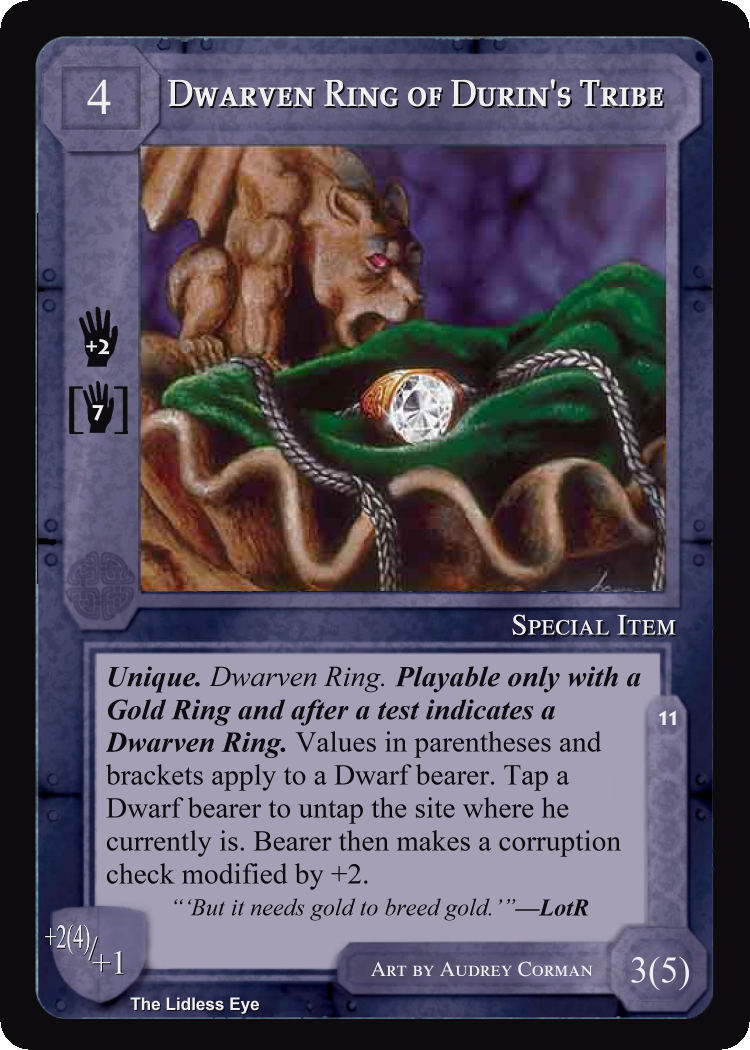 4
Dwarven Ring of Durin's Tribe
+2
[7]
Special Item
Unique. Dwarven Ring. Playable only with a
Gold Ring and after a test indicates a
Dwarven Ring. Values in parentheses and
brackets apply to a Dwarf bearer. Tap a
Dwarf bearer to untap the site where he
currently is. Bearer then makes a corruption
check modified by +2.
“‘But it needs gold to breed gold.’”—LotR
11
+2(4)/+1
Art by Audrey Corman
3(5)
The Lidless Eye